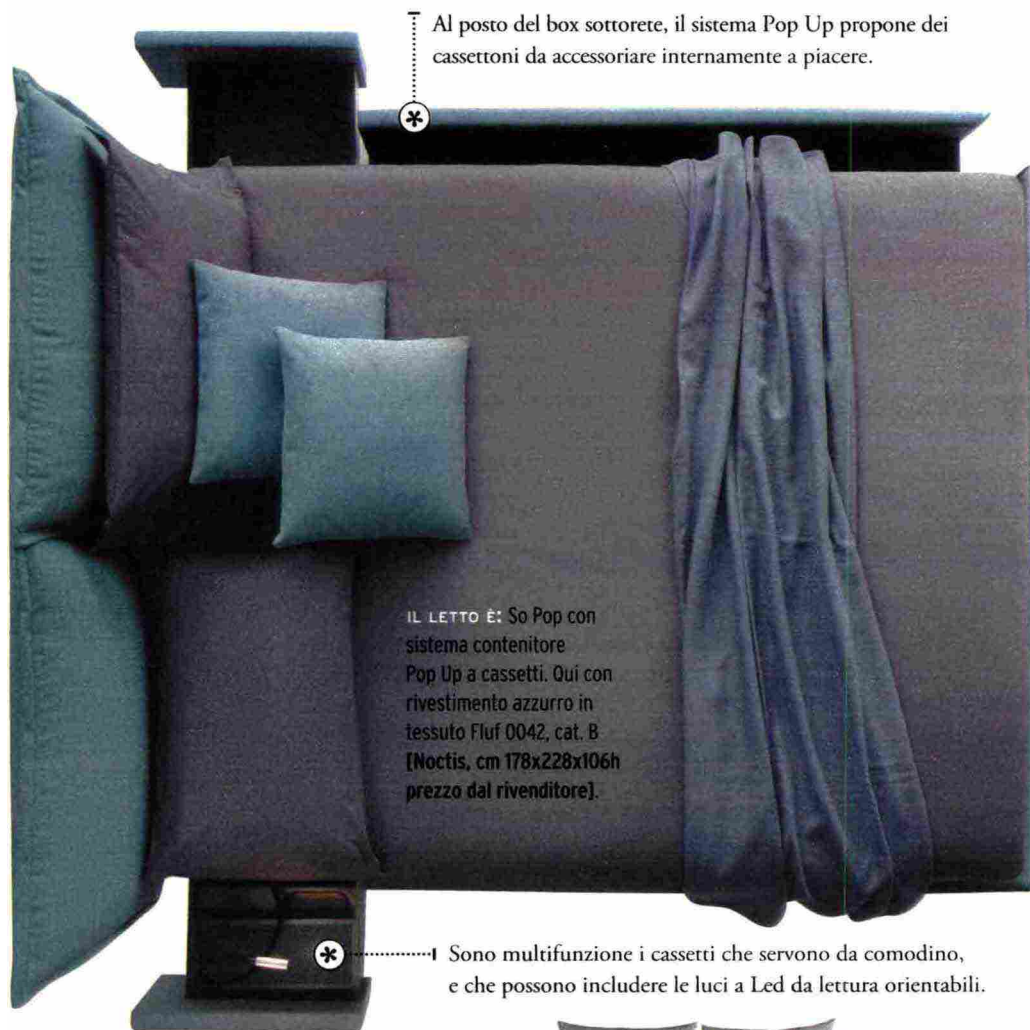 Al posto del box sottorete, il sistema Pop Up propone dei
cassettoni da accessoriare internamente a piacere.
IL LETTO È: So Pop con
sistema contenitore
Pop Up a cassetti. Qui con
rivestimento azzurro in
tessuto Fluf 0042, cat. B
[Noctis, cm 178x228x106h
prezzo dal rivenditore].
Sono multifunzione i cassetti che servono da comodino,
e che possono includere le luci a Led da lettura orientabili.